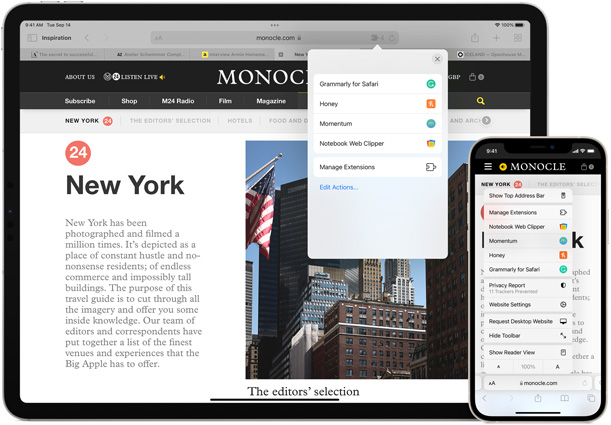 9:41 AM Tue Sep 14
100%
Inspiration
AA
monocle.com
The secret to successful...
Atelier Schwimmer Compl...
Interview-Artist Hortensia
New Y
ICELAND — Openhouse M
ABOUT US
24 LISTEN LIVE
MONOCLE
GBP
Subscribe
Shop
M24 Radio
Film
Magazine
NEW YORK 24
THE EDITORS' SELECTION
HOTELS
FOOD AND D
AND ARCH
24
New York
New York has been
photographed and filmed a
million times. It's depicted as a
place of constant hustle and no-
nonsense residents; of endless
commerce and impossibly tall
buildings. The purpose of this
travel guide is to cut through all
the imagery and offer you some
inside knowledge. Our team of
editors and correspondents have
put together a list of the finest
venues and experiences that the
Big Apple has to offer.
The editors' selection
Grammarly for Safari
Honey
Momentum
Notebook Web Clipper
Manage Extensions
Edit Actions...
9:41
MONOCLE
NEW YORK 24
THE EDITORS' SELEC
Show Top Address Bar
Manage Extensions
Notebook Web Clipper
Momentum
Honey
Grammarly for Safari
Privacy Report
11 Trackers Prevented
Website Settings
Request Desktop Website
Hide Toolbar
Show Reader View
A
100%
A
AA
monocle.com